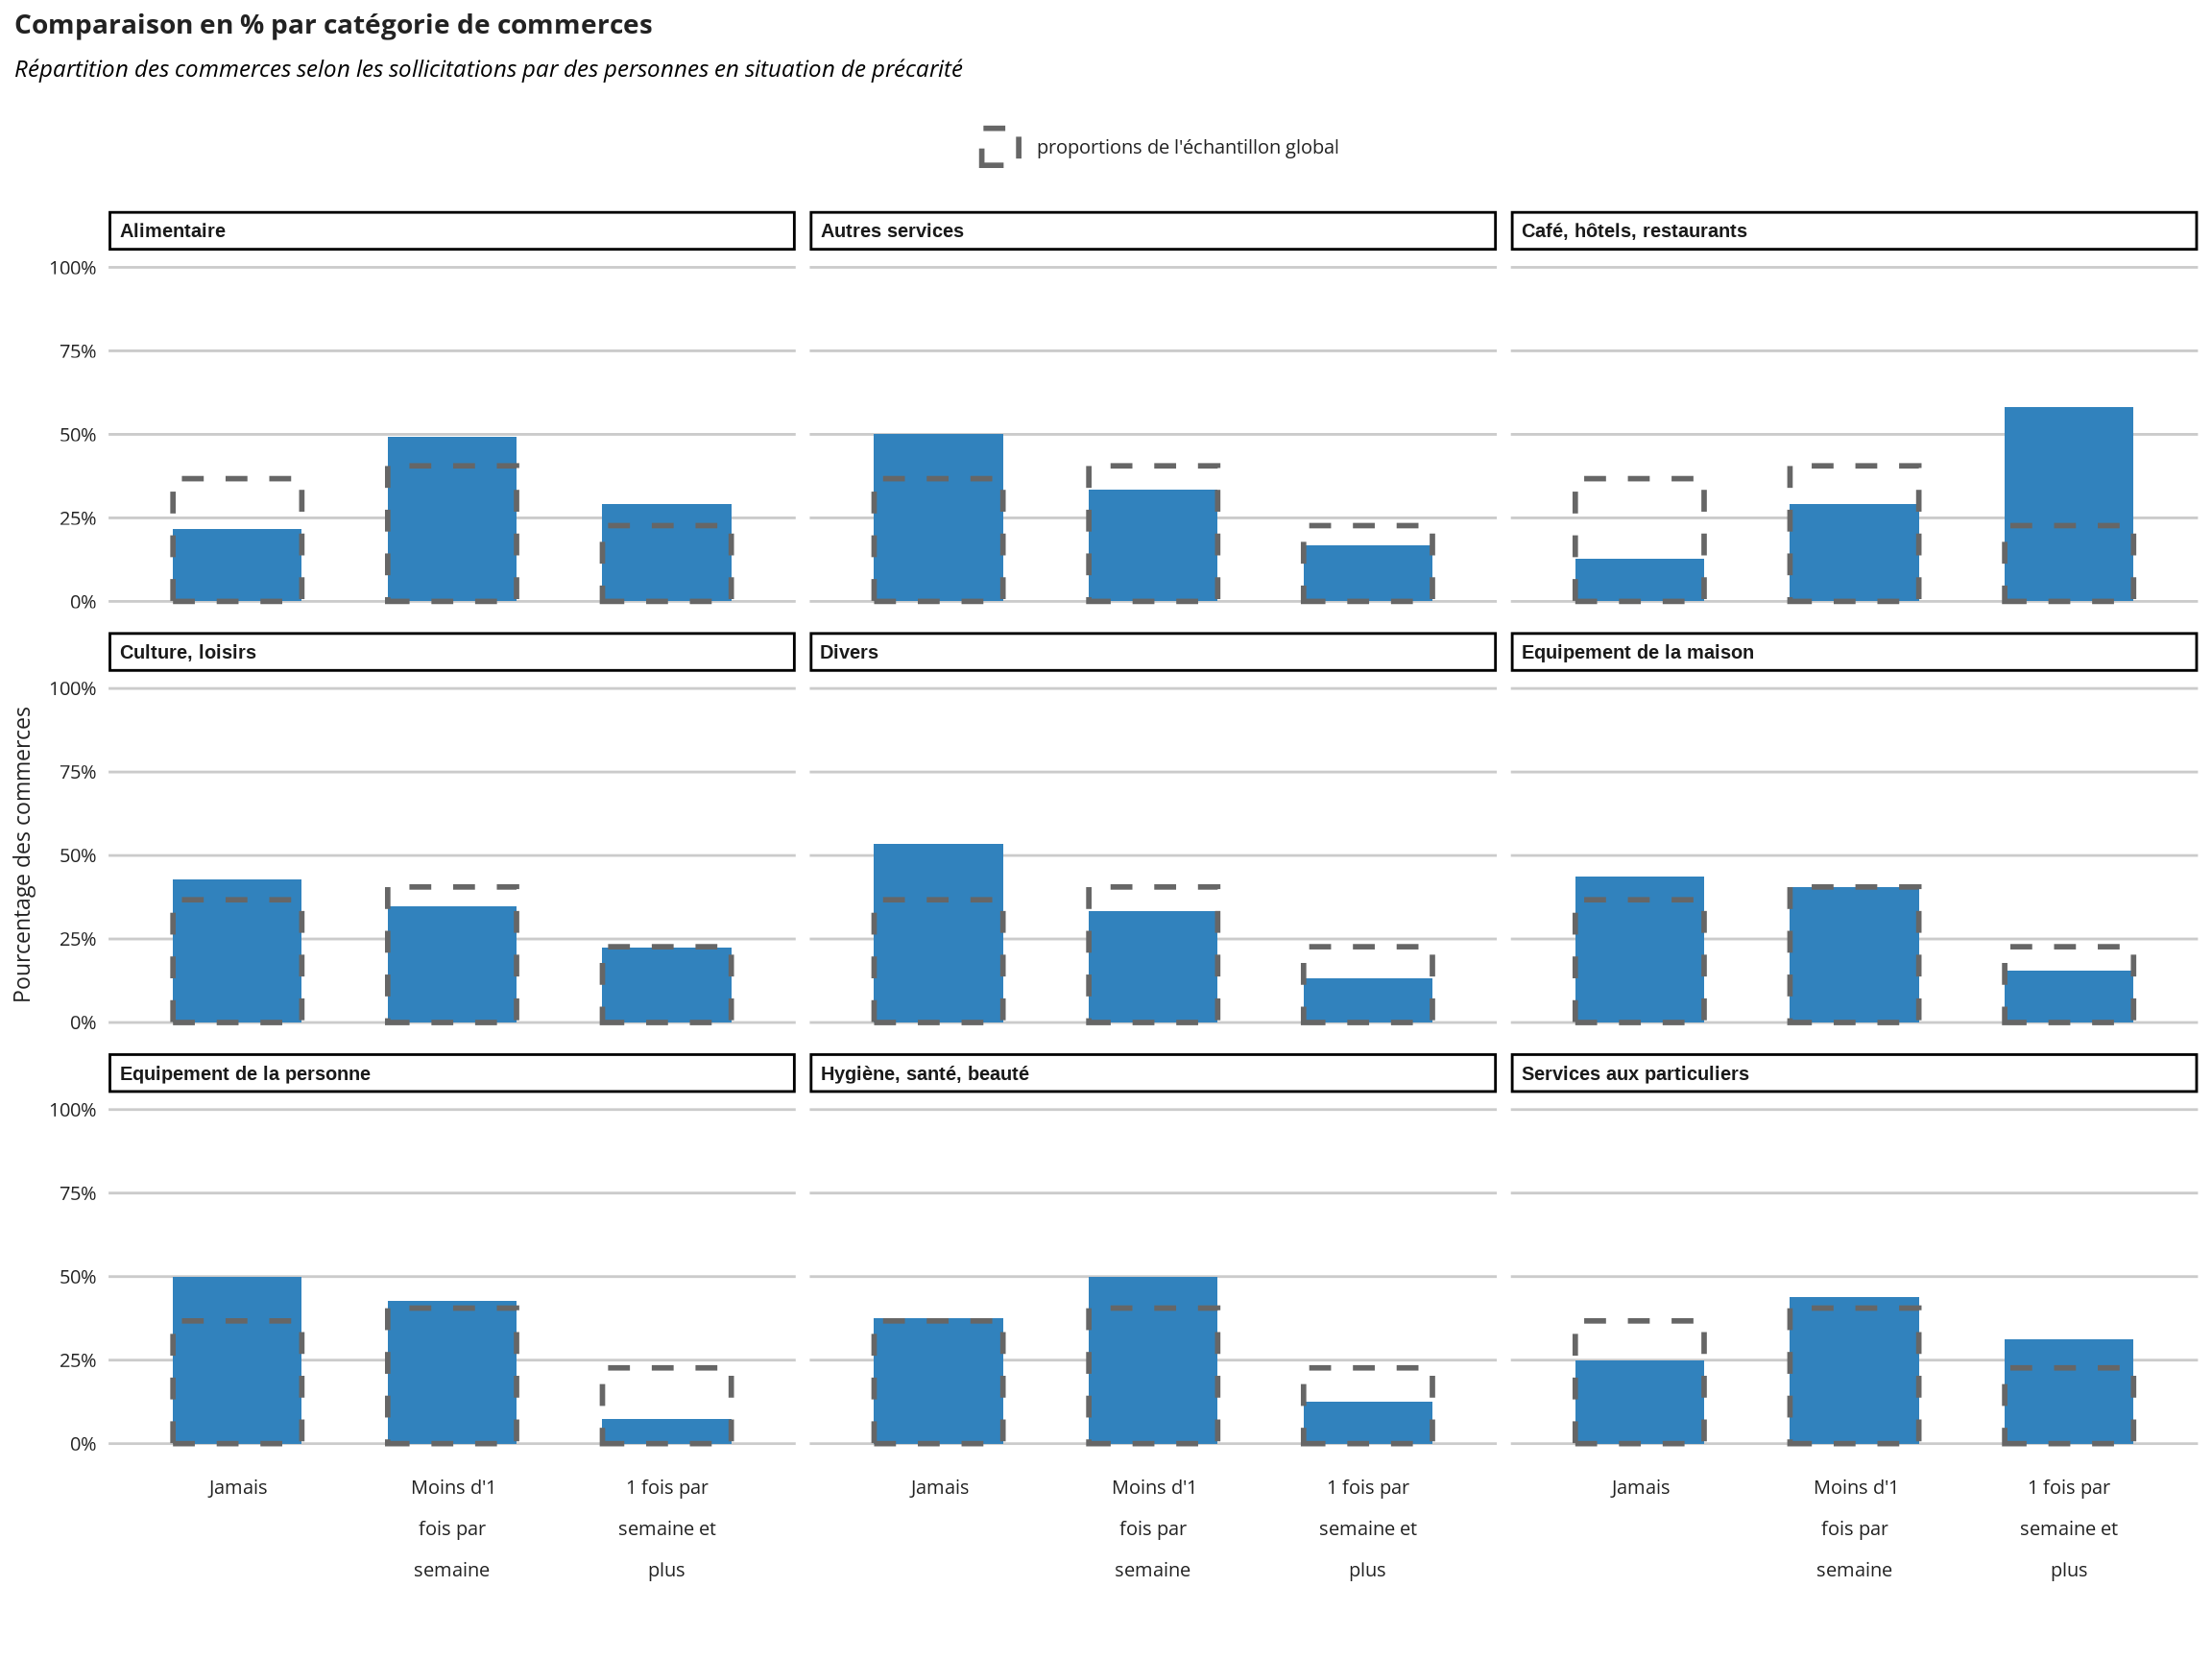 Comparaison en % par catégorie de commerces
Répartition des commerces selon les sollicitations par des personnes en situation de précarité
proportions de l'échantillon global
Pourcentage des commerces
Alimentaire
Autres services
Café, hôtels, restaurants
100%
75%
50%
25%
0%
Culture, loisirs
Divers
Equipement de la maison
100%
75%
50%
25%
0%
Equipement de la personne
Hygiène, santé, beauté
Services aux particuliers
100%
75%
50%
25%
0%
Jamais
Moins d'1
fois par
semaine
1 fois par
semaine et
plus
Jamais
Moins d'1
fois par
semaine
1 fois par
semaine et
plus
Jamais
Moins d'1
fois par
semaine
1 fois par
semaine et
plus